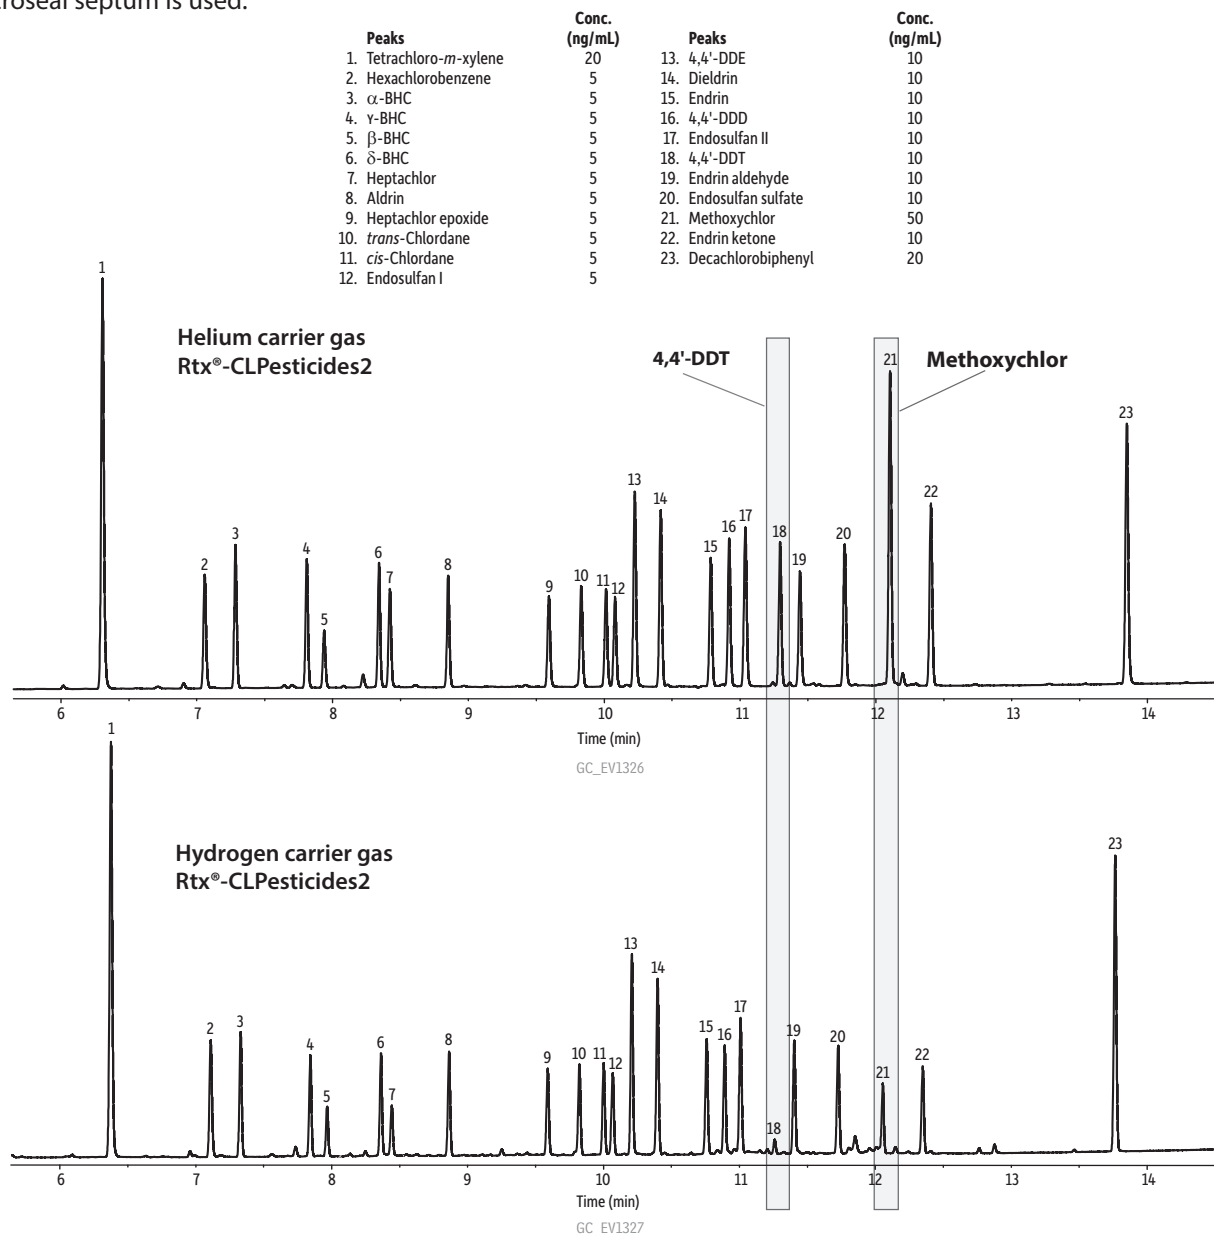 troseal septum is used.
Peaks Conc. (ng/mL) Peaks Conc. (ng/mL)
1. Tetrachloro-m-xylene 20 13. 4,4'-DDE 10
2. Hexachlorobenzene 5 14. Dieldrin 10
3. α-BHC 5 15. Endrin 10
4. γ-BHC 5 16. 4,4'-DDD 10
5. β-BHC 5 17. Endosulfan II 10
6. δ-BHC 5 18. 4,4'-DDT 10
7. Heptachlor 5 19. Endrin aldehyde 10
8. Aldrin 5 20. Endosulfan sulfate 10
9. Heptachlor epoxide 5 21. Methoxychlor 50
10. trans-Chlordane 5 22. Endrin ketone 10
11. cis-Chlordane 5 23. Decachlorobiphenyl 20
12. Endosulfan I 5
Helium carrier gas
Rtx®-CLPesticides2
4,4'-DDT
Methoxychlor
1 2 3 4 5 6 7 8 9 10 11 12 13 14 15 16 17 18 19 20 21 22 23
6 7 8 9 10 11 12 13 14
Time (min)
GC_EV1326
Hydrogen carrier gas
Rtx®-CLPesticides2
1 2 3 4 5 6 7 8 9 10 11 12 13 14 15 16 17 18 19 20 21 22 23
6 7 8 9 10 11 12 13 14
Time (min)
GC_EV1327